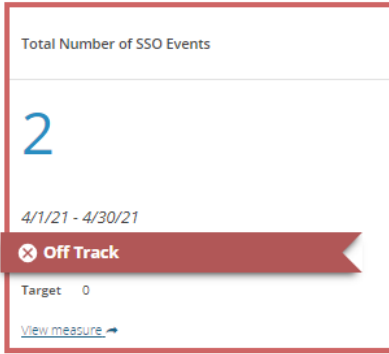 Total Number of SSO Events
2
4/1/21 - 4/30/21
Off Track
Target 0
View measure